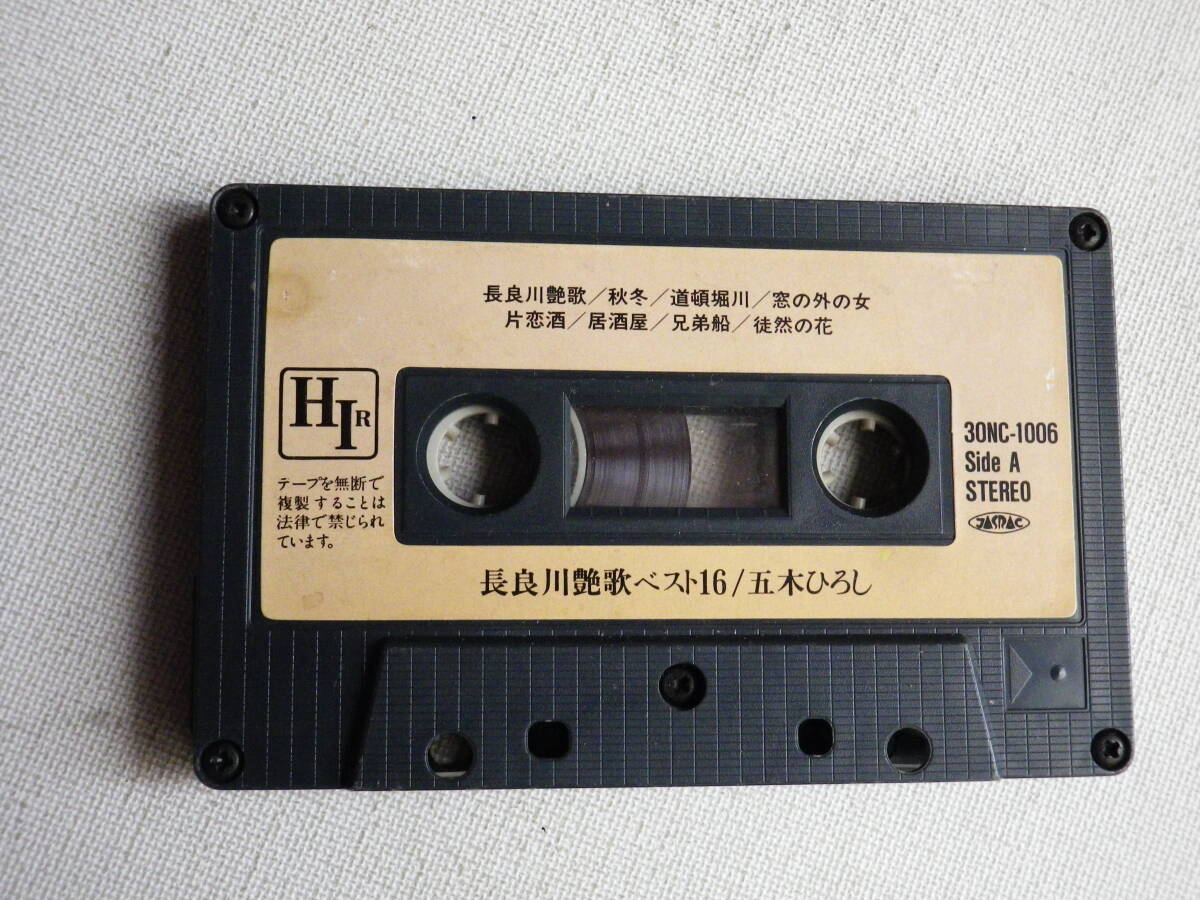 長良川艶歌/秋冬/道頓堀川/窓の外の女
片恋酒/居酒屋/兄弟船/徒然の花
HIR
テープを無断で
複製することは
法律で禁じられ
ています。
30NC-1006
Side A
STEREO
JASRAC
長良川艶歌ベスト16/五木ひろし